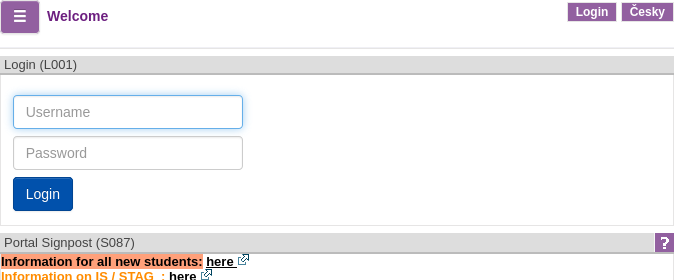 ☰ Welcome Login Česky
Login (L001)
Username
Password
Login
Portal Signpost (S087) ?
Information for all new students: here
Information on IS / STAG : here